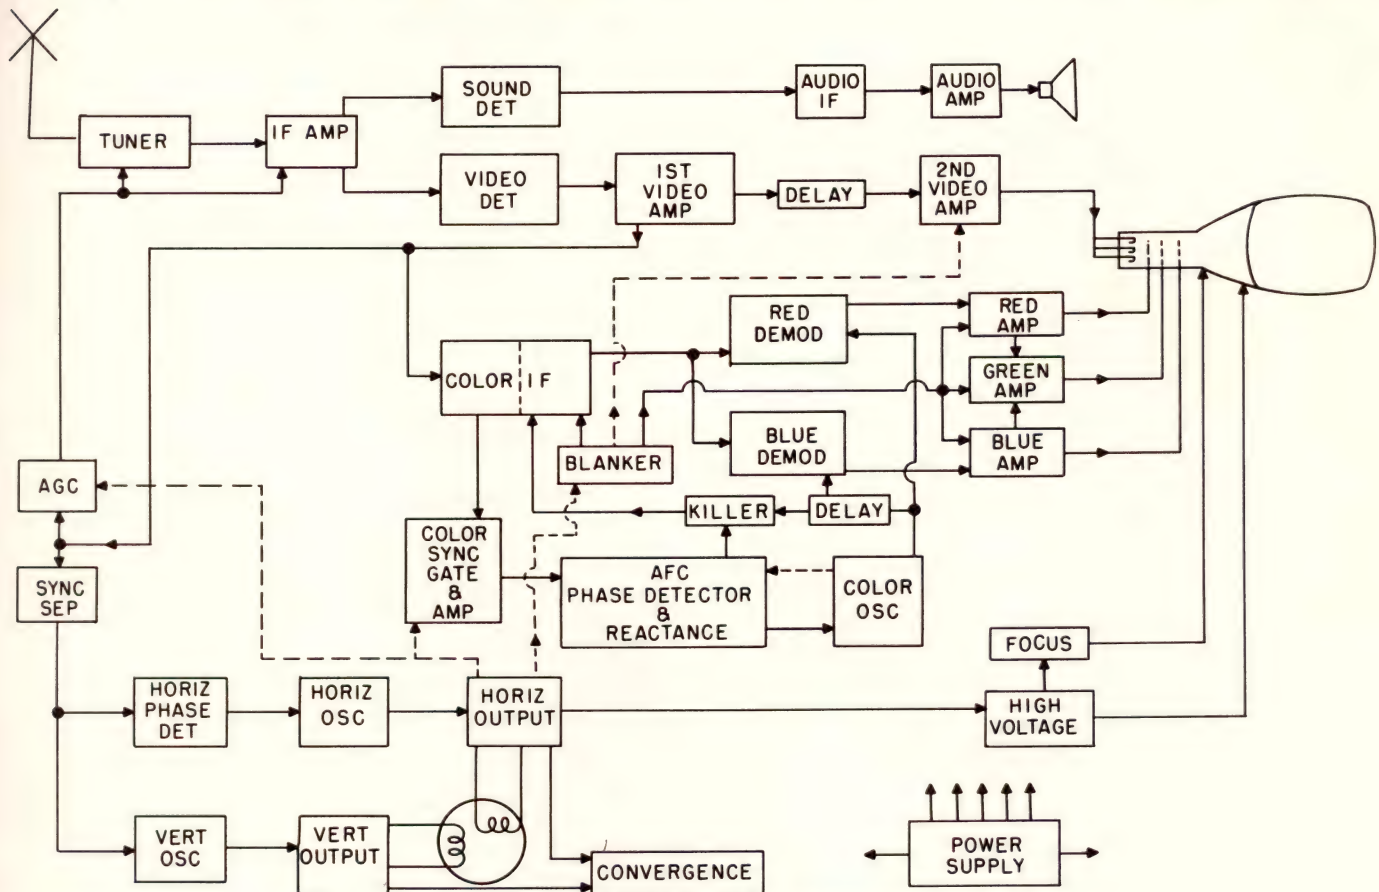 SOUND
DET
AUDIO
IF
AUDIO
AMP
TUNER
IF AMP
VIDEO
DET
1ST
VIDEO
AMP
DELAY
2ND
VIDEO
AMP
RED
DEMOD
RED
AMP
COLOR IF
GREEN
AMP
BLUE
DEMOD
BLUE
AMP
BLANKER
AGC
KILLER
DELAY
COLOR
SYNC
GATE
&
AMP
AFC
PHASE DETECTOR
&
REACTANCE
COLOR
OSC
SYNC
SEP
FOCUS
HORIZ
PHASE
DET
HORIZ
OSC
HORIZ
OUTPUT
HIGH
VOLTAGE
VERT
OSC
VERT
OUTPUT
CONVERGENCE
POWER
SUPPLY